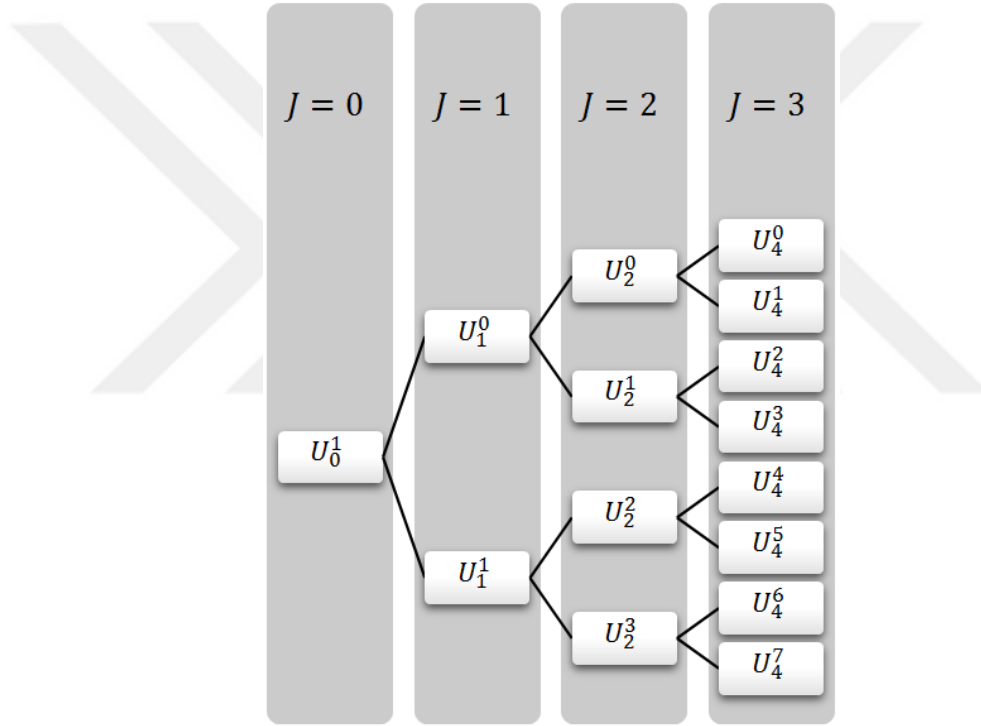 J = 0 J = 1 J = 2 J = 3
U_4^0
U_2^0
U_4^1
U_1^0
U_4^2
U_2^1
U_4^3
U_0^1
U_4^4
U_2^2
U_4^5
U_1^1
U_4^6
U_2^3
U_4^7